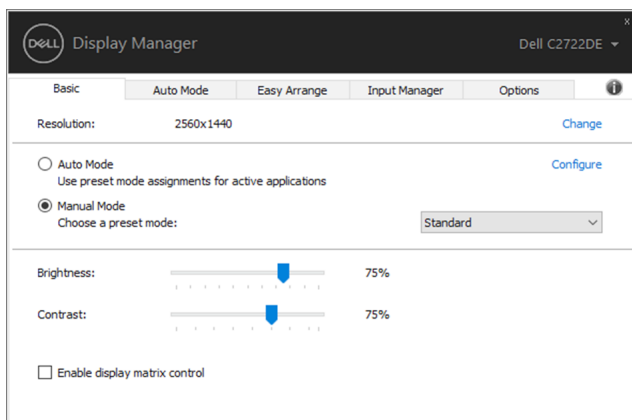 x
DELL Display Manager Dell C2722DE
Basic Auto Mode Easy Arrange Input Manager Options i
Resolution: 2560x1440 Change
Auto Mode Configure
Use preset mode assignments for active applications
Manual Mode
Choose a preset mode: Standard
Brightness: 75%
Contrast: 75%
Enable display matrix control